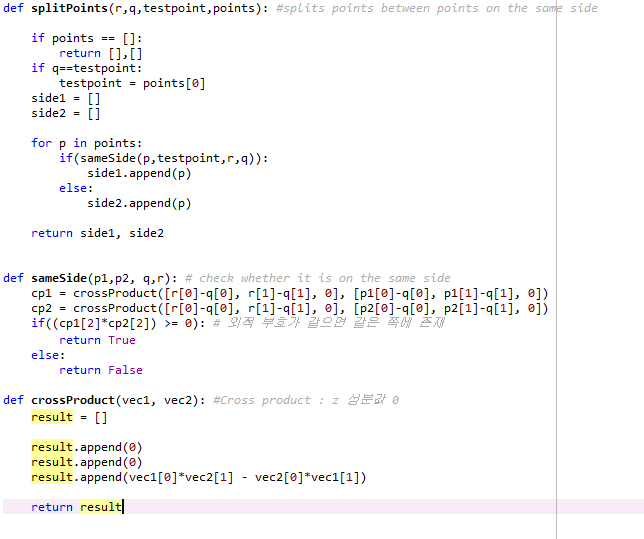 def splitPoints(r,q,testpoint,points): #splits points between points on the same side
if points == []:
return [],[]
if q==testpoint:
testpoint = points[0]
side1 = []
side2 = []
for p in points:
if(sameSide(p,testpoint,r,q)):
side1.append(p)
else:
side2.append(p)
return side1, side2
def sameSide(p1,p2, q,r): # check whether it is on the same side
cp1 = crossProduct([r[0]-q[0], r[1]-q[1], 0], [p1[0]-q[0], p1[1]-q[1], 0])
cp2 = crossProduct([r[0]-q[0], r[1]-q[1], 0], [p2[0]-q[0], p2[1]-q[1], 0])
if((cp1[2]*cp2[2]) >= 0): # 외적 부호가 같으면 같은 쪽에 존재
return True
else:
return False
def crossProduct(vec1, vec2): #Cross product : z 성분값 0
result = []
result.append(0)
result.append(0)
result.append(vec1[0]*vec2[1] - vec2[0]*vec1[1])
return result